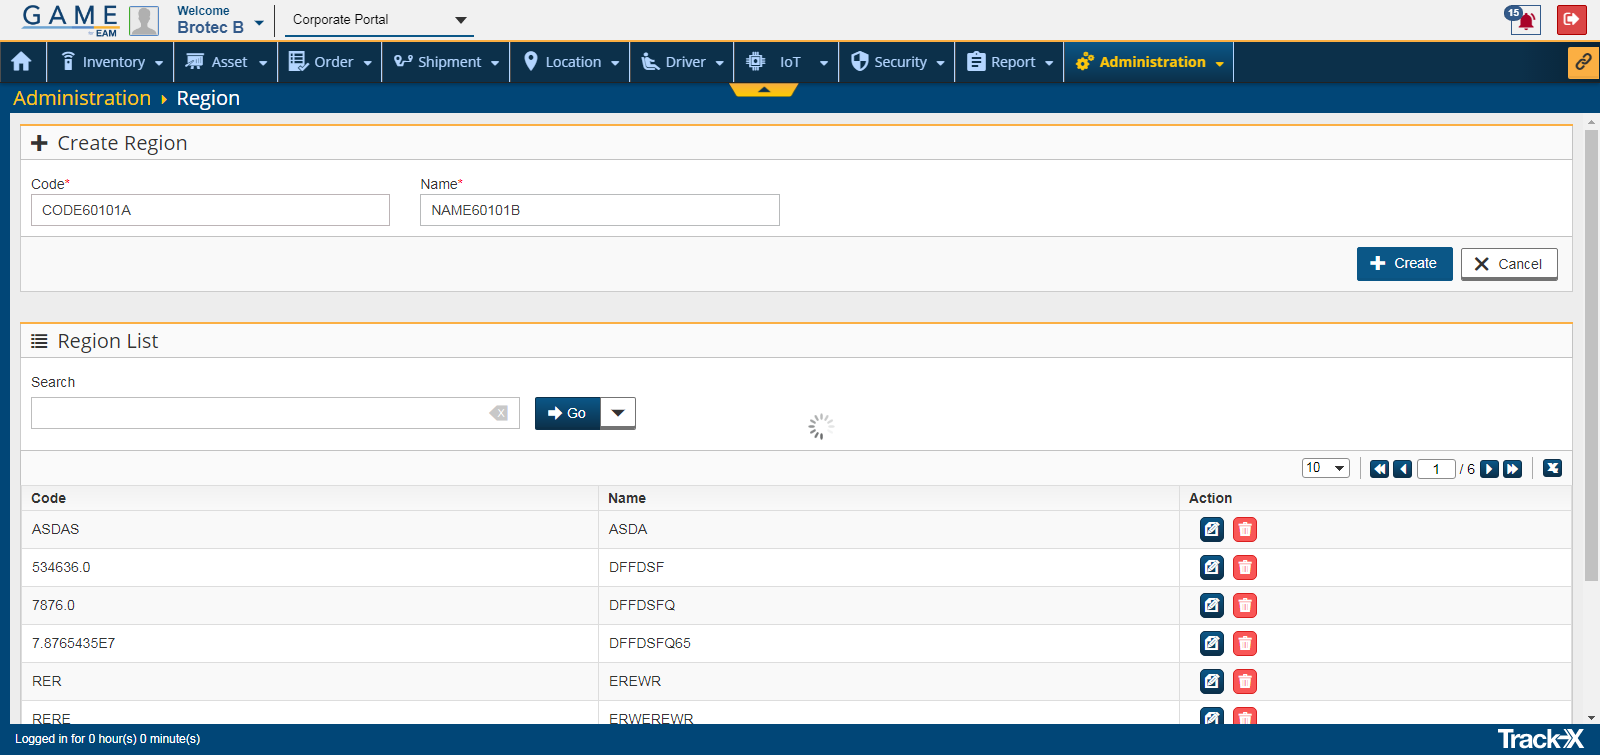 GAME
by EAM
Welcome
Brotec B
Corporate Portal
15
Inventory
Asset
Order
Shipment
Location
Driver
IoT
Security
Report
Administration
Administration Region
Create Region
Code*
Name*
CODE60101A
NAME60101B
Create
Cancel
Region List
Search
Go
10
1 / 6
Code Name Action
ASDAS ASDA
534636.0 DFFDSF
7876.0 DFFDSFQ
7.8765435E7 DFFDSFQ65
RER EREWR
RERE ERWEREWR
Logged in for 0 hour(s) 0 minute(s)
Track-X